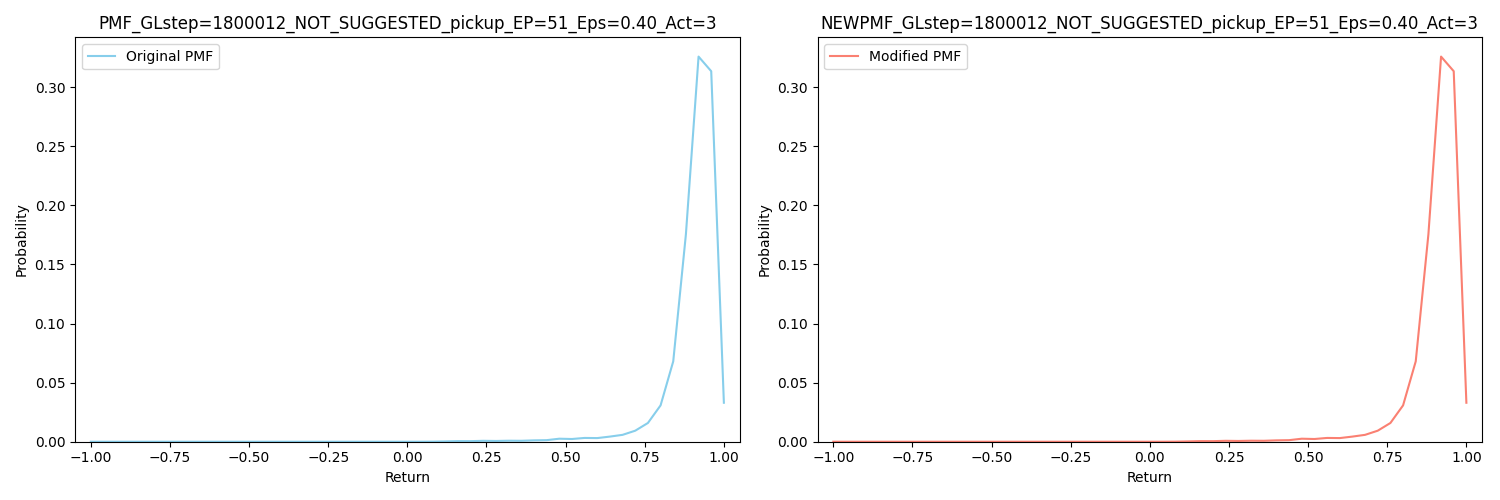 PMF_GLstep=1800012_NOT_SUGGESTED_pickup_EP=51_Eps=0.40_Act=3
Original PMF
Probability
0.30
0.25
0.20
0.15
0.10
0.05
0.00
−1.00 −0.75 −0.50 −0.25 0.00 0.25 0.50 0.75 1.00
Return
NEWPMF_GLstep=1800012_NOT_SUGGESTED_pickup_EP=51_Eps=0.40_Act=3
Modified PMF
Probability
0.30
0.25
0.20
0.15
0.10
0.05
0.00
−1.00 −0.75 −0.50 −0.25 0.00 0.25 0.50 0.75 1.00
Return